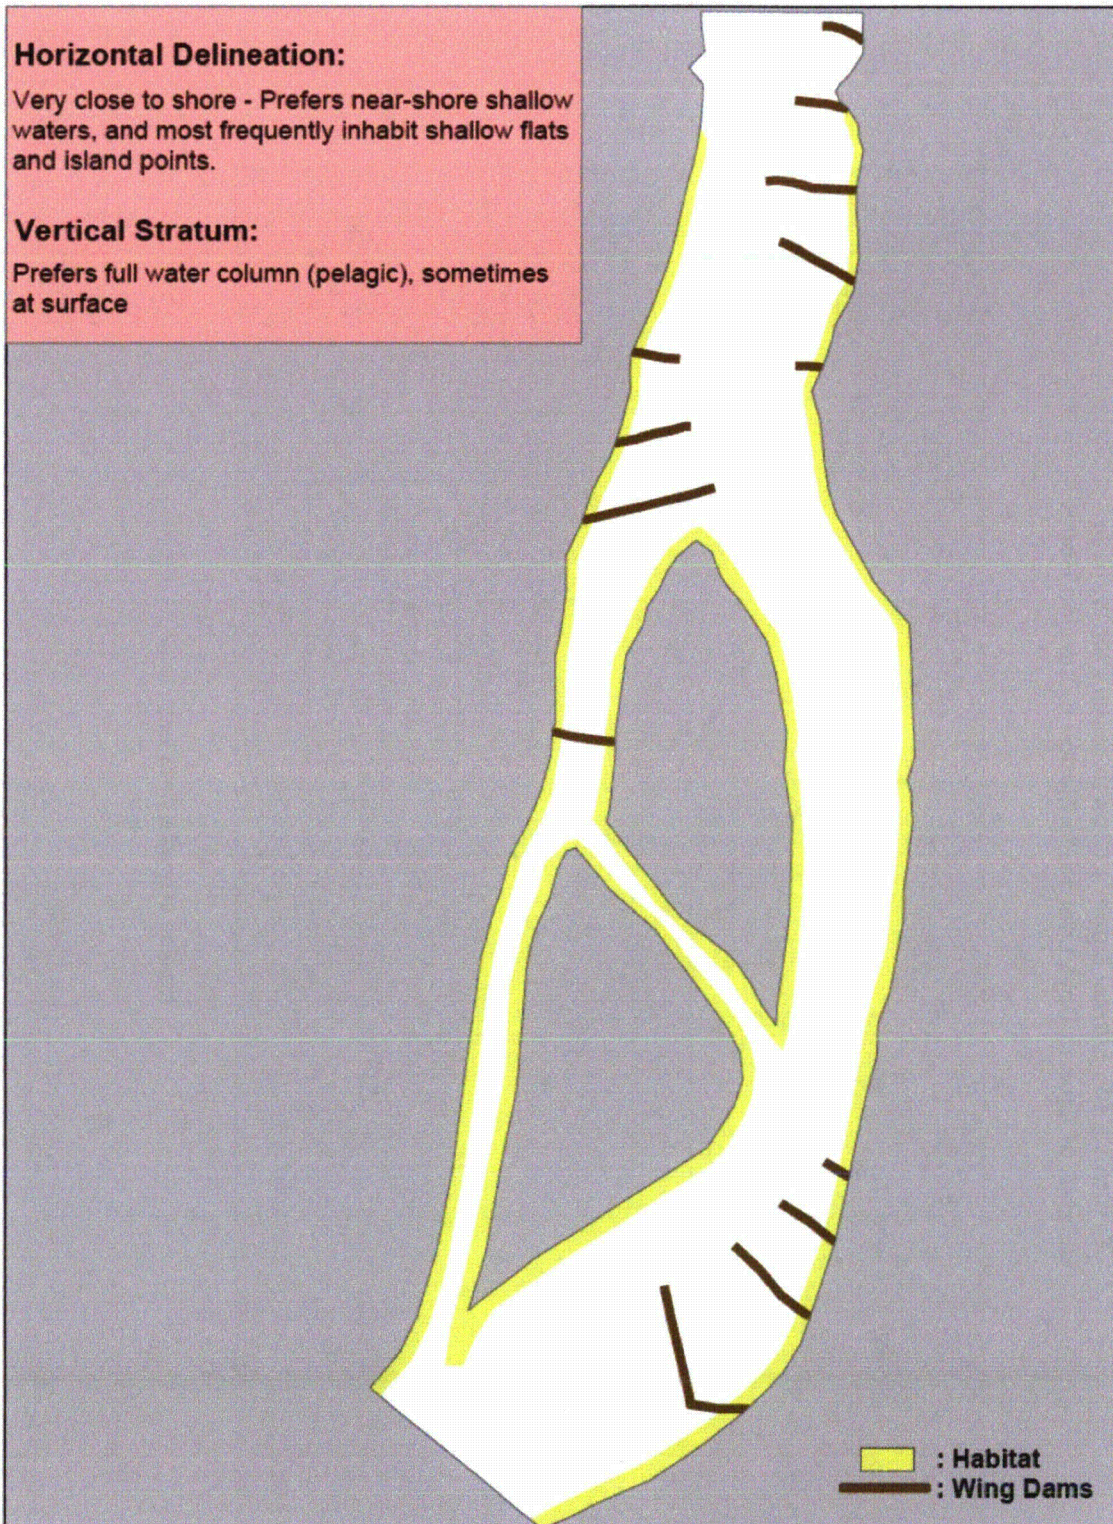 Horizontal Delineation:
Very close to shore - Prefers near-shore shallow
waters, and most frequently inhabit shallow flats
and island points.
Vertical Stratum:
Prefers full water column (pelagic), sometimes
at surface
: Habitat
: Wing Dams